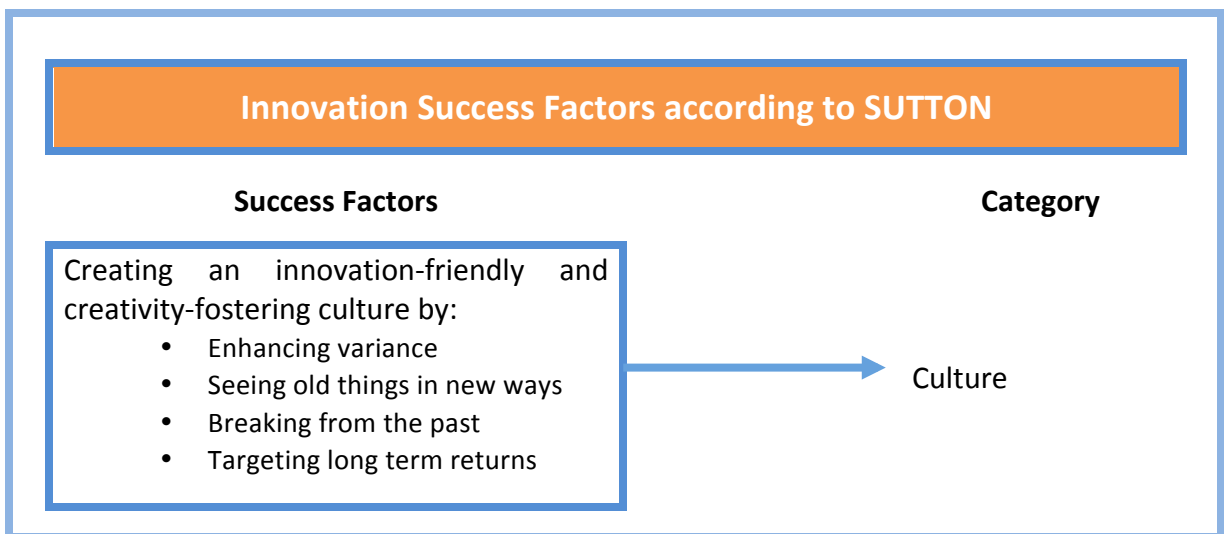 Innovation Success Factors according to SUTTON
Success Factors
Category
Creating an innovation-friendly and
creativity-fostering culture by:
• Enhancing variance
• Seeing old things in new ways
• Breaking from the past
• Targeting long term returns
Culture